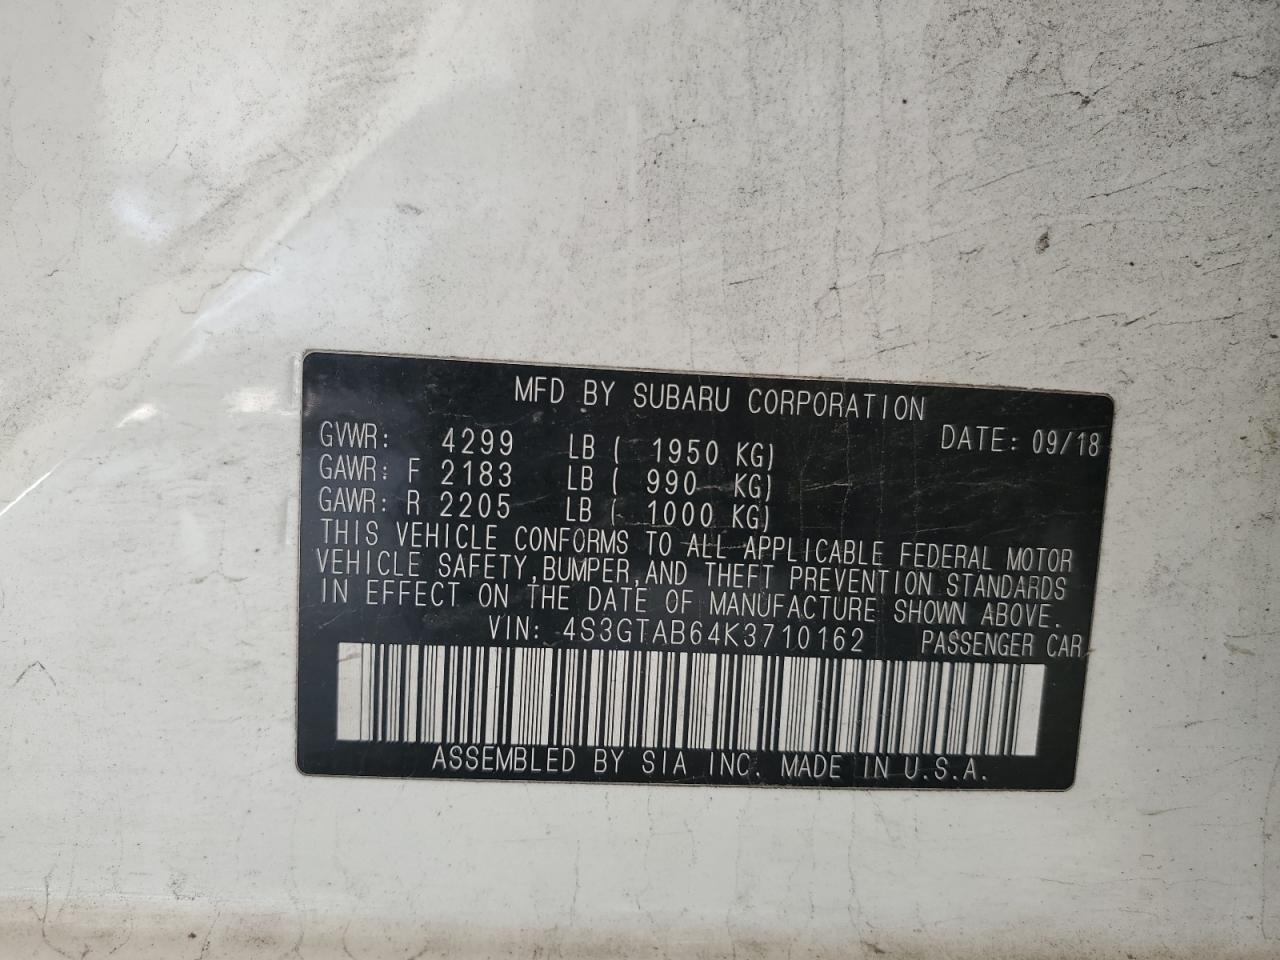 MFD BY SUBARU CORPORATION
GVWR: 4299 LB ( 1950 KG) DATE: 09/18
GAWR: F 2183 LB ( 990 KG)
GAWR: R 2205 LB ( 1000 KG)
THIS VEHICLE CONFORMS TO ALL APPLICABLE FEDERAL MOTOR
VEHICLE SAFETY, BUMPER, AND THEFT PREVENTION STANDARDS
IN EFFECT ON THE DATE OF MANUFACTURE SHOWN ABOVE.
VIN: 4S3GTAB64K3710162 PASSENGER CAR
ASSEMBLED BY SIA INC. MADE IN U.S.A.